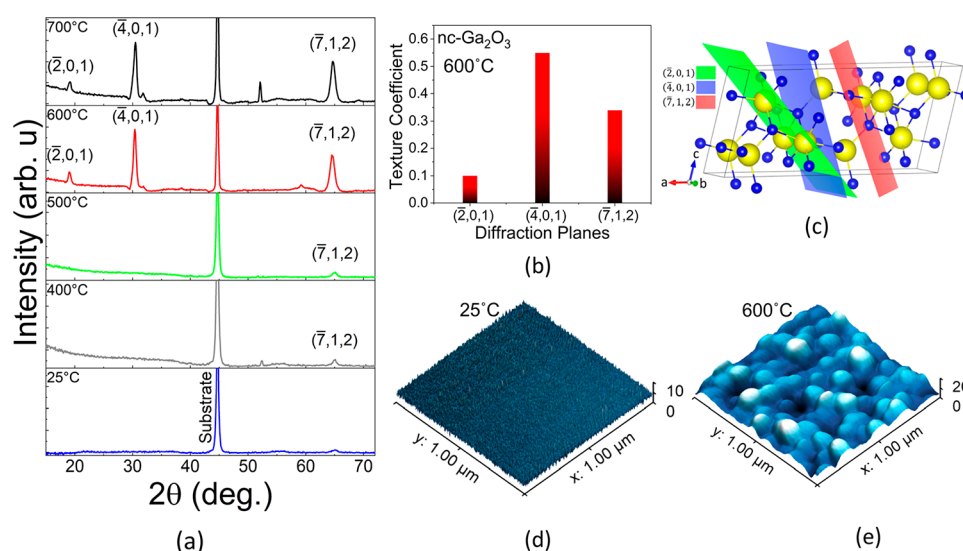 Intensity (arb. u)
700°C
(4̅,0,1)
(2̅,0,1)
(7̅,1,2)
600°C
(4̅,0,1)
(2̅,0,1)
(7̅,1,2)
500°C
(7̅,1,2)
400°C
(7̅,1,2)
25°C
Substrate
20 30 40 50 60 70
2θ (deg.)
(a)
Texture Coefficient
0.6
0.5
0.4
0.3
0.2
0.1
0.0
nc-Ga₂O₃
600˚C
(2̅,0,1) (4̅,0,1) (7̅,1,2)
Diffraction Planes
(b)
(2̅,0,1)
(4̅,0,1)
(7̅,1,2)
c
a b
(c)
25˚C
10
0
y: 1.00 µm
x: 1.00 µm
(d)
600˚C
20
0
y: 1.00 µm
x: 1.00 µm
(e)